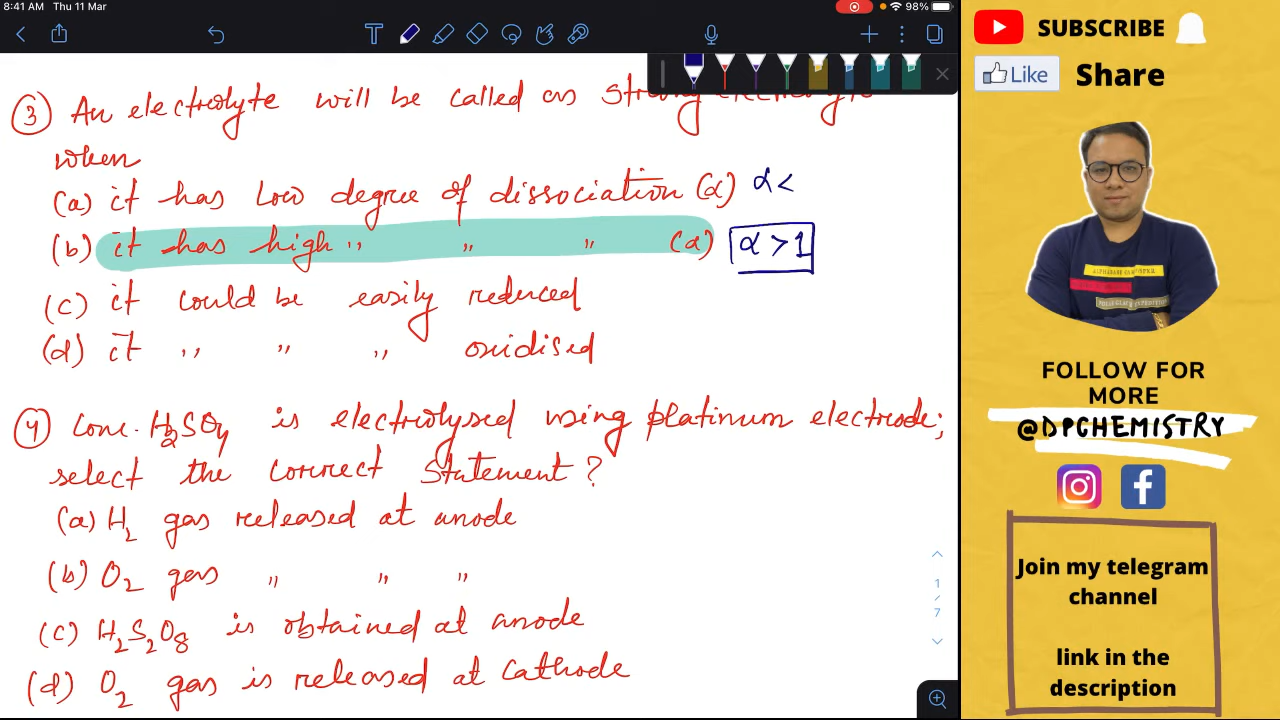 8:41 AM Thu 11 Mar
98%
③ An electrolyte will be called as strong electrolyte
when
(a) it has low degree of dissociation (α) α <
(b) it has high ,, ,, ,, (α) α > 1
(c) it could be easily reduced
(d) it ,, ,, ,, oxidised
④ Conc. H₂SO₄ is electrolysed using platinum electrode;
select the correct statement?
(a) H₂ gas released at anode
(b) O₂ gas ,, ,, ,,
(c) H₂S₂O₈ is obtained at anode
(d) O₂ gas is released at cathode
1
/
7
SUBSCRIBE
Like Share
FOLLOW FOR
MORE
@DPCHEMISTRY
Join my telegram
channel
link in the
description